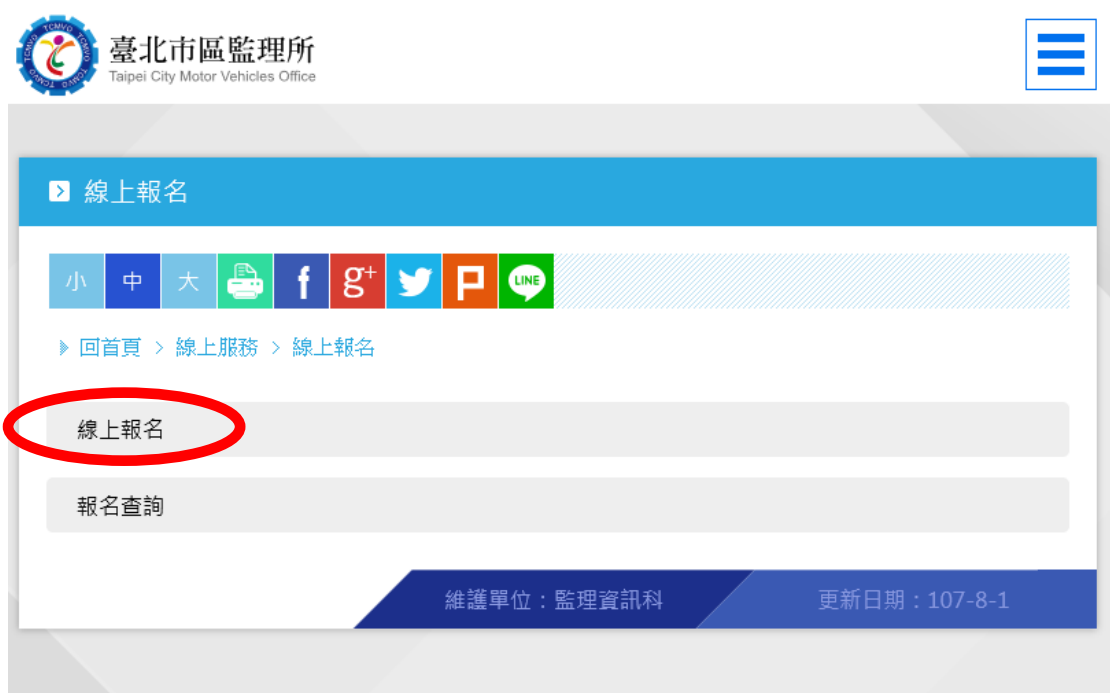 臺北市區監理所
Taipei City Motor Vehicles Office
線上報名
小 中 大 f g+ P LINE
回首頁 > 線上服務 > 線上報名
線上報名
報名查詢
維護單位：監理資訊科 更新日期：107-8-1